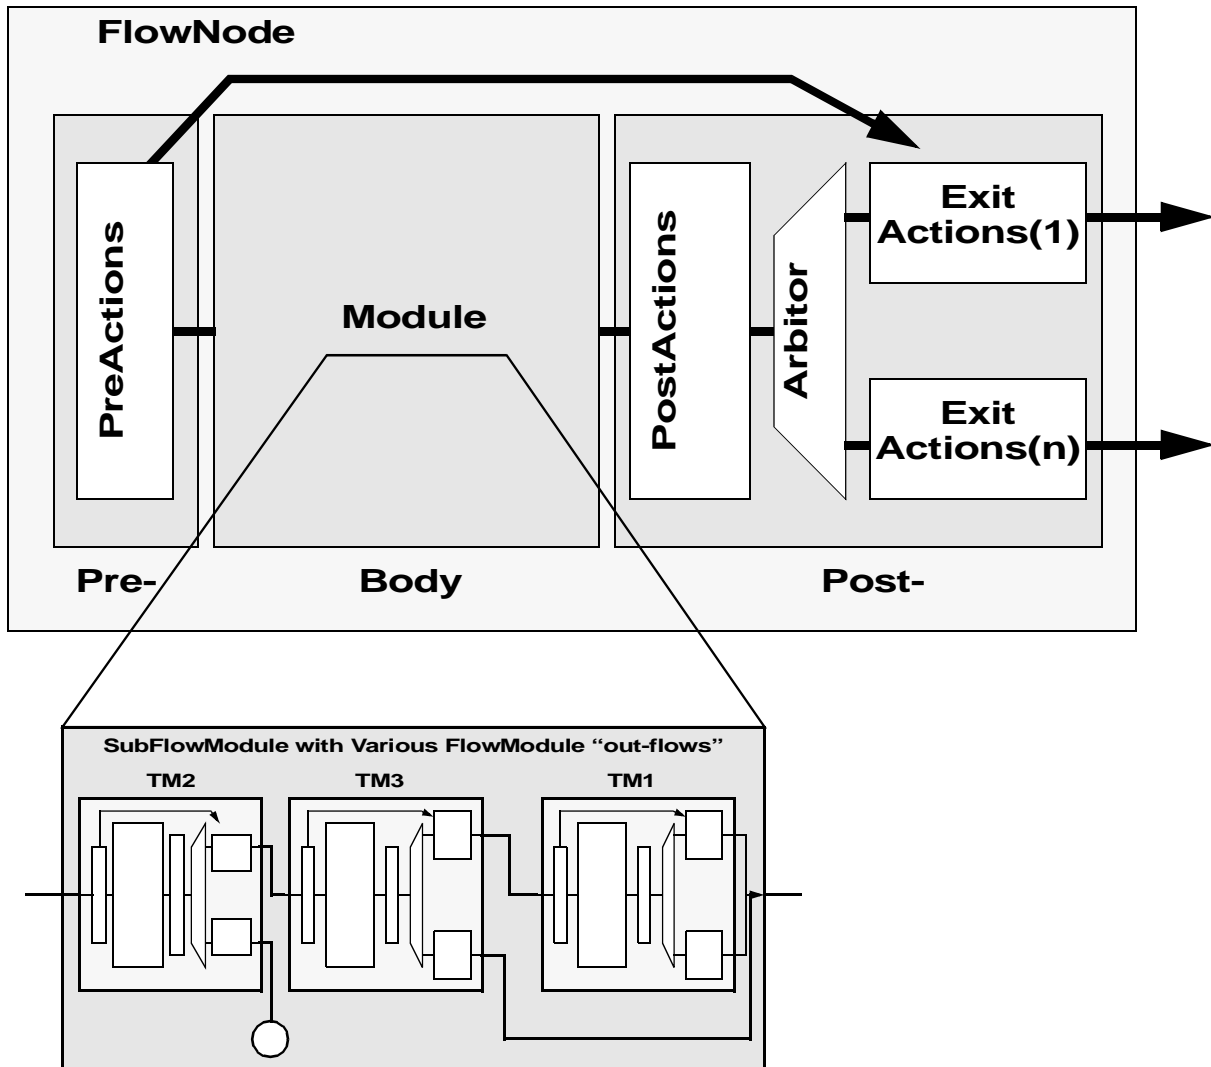 FlowNode
PreActions
Module
PostActions
Arbitor
Exit
Actions(1)
Exit
Actions(n)
Pre-
Body
Post-
SubFlowModule with Various FlowModule “out-flows”
TM2
TM3
TM1